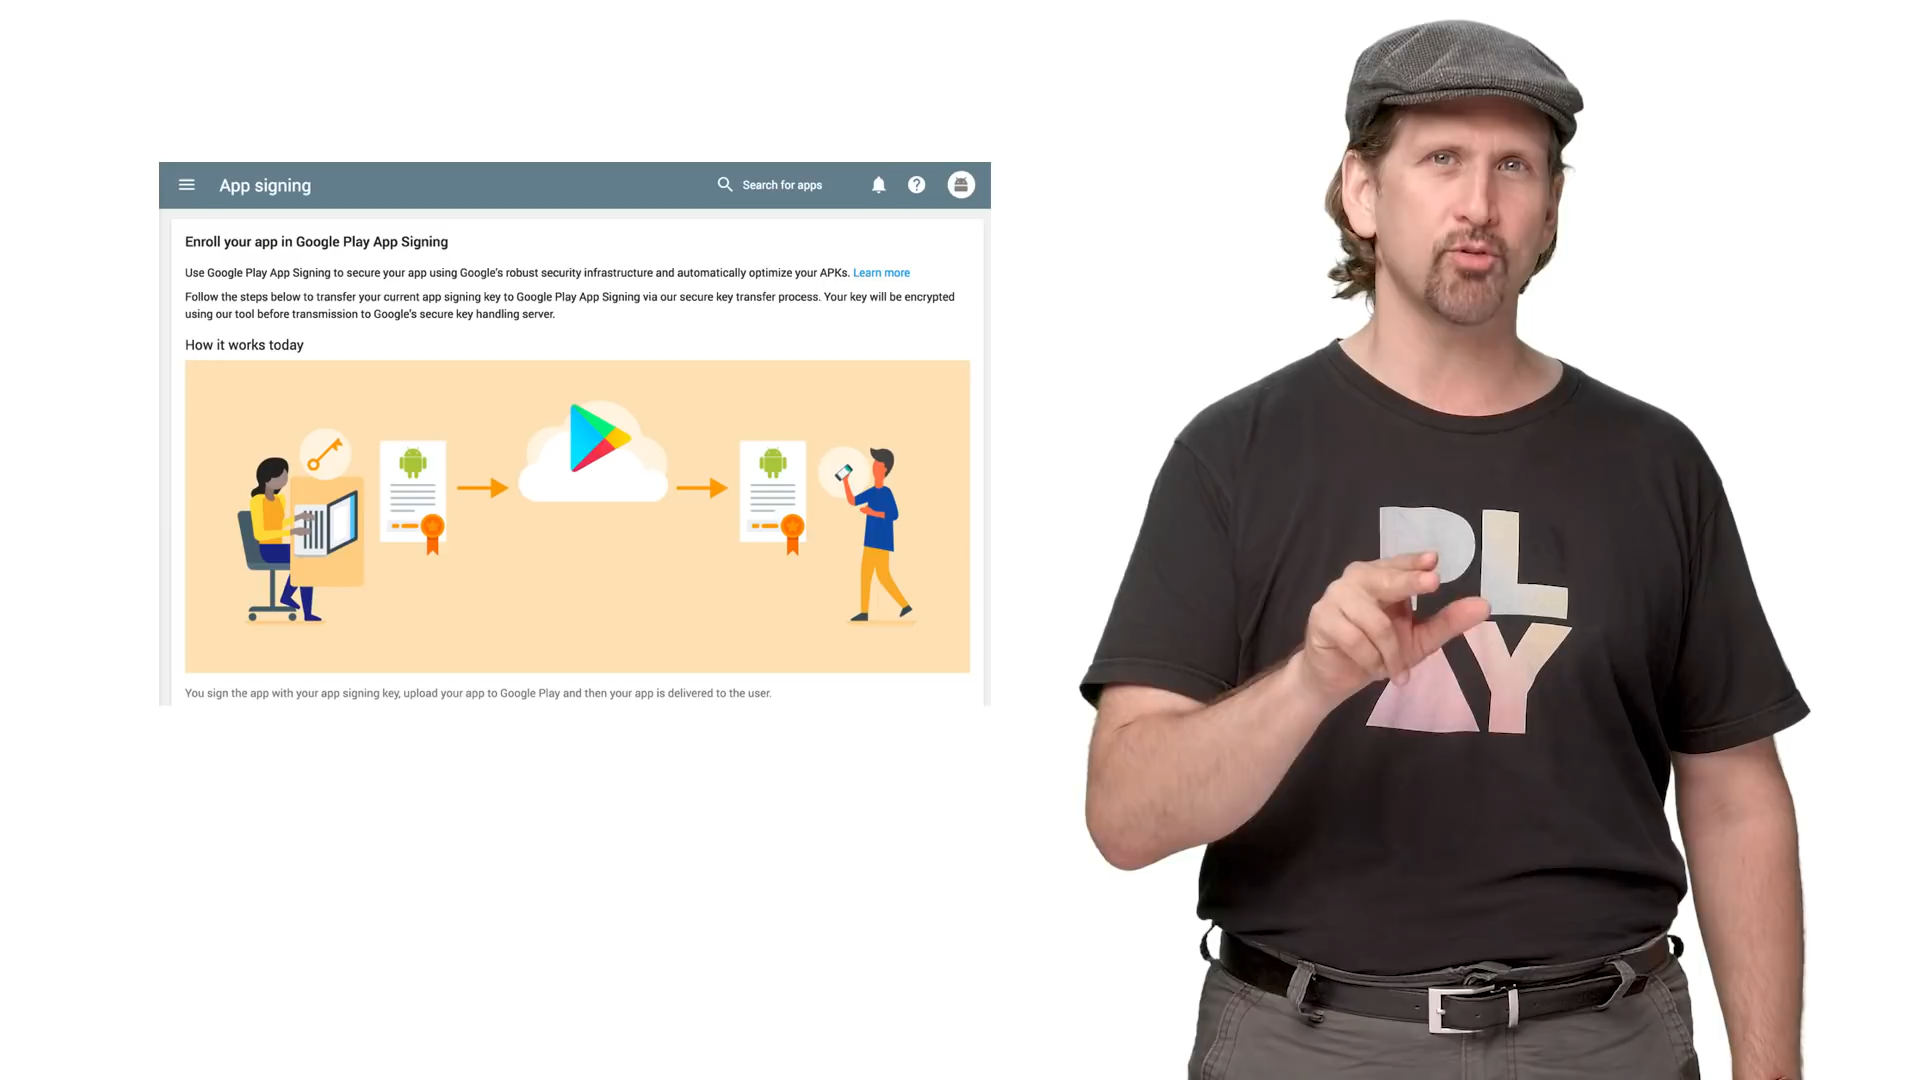 App signing
Search for apps
Enroll your app in Google Play App Signing
Use Google Play App Signing to secure your app using Google's robust security infrastructure and automatically optimize your APKs. Learn more
Follow the steps below to transfer your current app signing key to Google Play App Signing via our secure key transfer process. Your key will be encrypted
using our tool before transmission to Google's secure key handling server.
How it works today
You sign the app with your app signing key, upload your app to Google Play and then your app is delivered to the user.
PL
AY